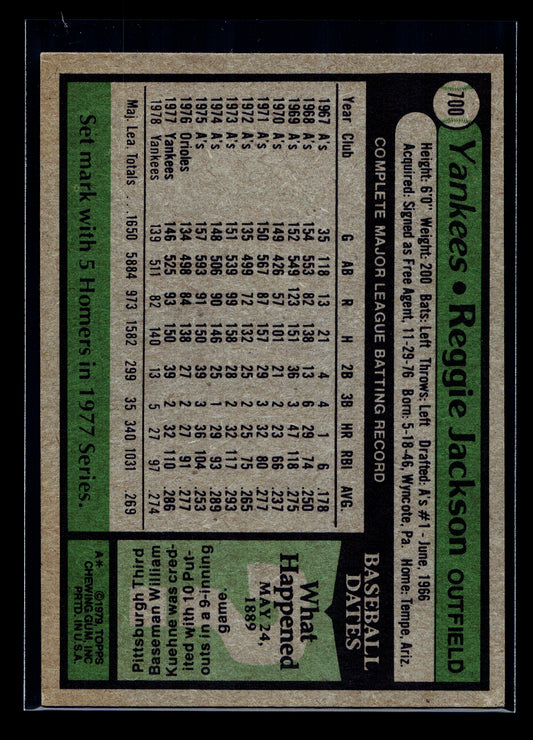 700 Yankees • Reggie Jackson OUTFIELD
Height: 6'0" Weight: 200 Bats: Left Throws: Left Drafted: A's #1 - June, 1966
Acquired: Signed as Free Agent, 11-29-76 Born: 5-18-46, Wyncote, Pa. Home: Tempe, Ariz.
COMPLETE MAJOR LEAGUE BATTING RECORD
Year Club G AB R H 2B 3B HR RBI AVG.
1967 A's 35 118 13 21 4 4 1 6 .178
1968 A's 154 553 82 138 13 6 29 74 .250
1969 A's 152 549 123 151 36 3 47 118 .275
1970 A's 149 426 57 101 21 2 23 66 .237
1971 A's 150 567 87 157 29 3 32 80 .277
1972 A's 135 499 72 132 25 2 25 75 .265
1973 A's 151 539 99 158 28 2 32 117 .293
1974 A's 148 506 90 146 25 1 29 93 .289
1975 A's 157 593 91 150 39 3 36 104 .253
1976 Orioles 134 498 84 138 27 2 27 91 .277
1977 Yankees 146 525 93 150 39 2 32 110 .286
1978 Yankees 139 511 82 140 13 5 27 97 .274
Maj. Lea. Totals . . . 1650 5884 973 1582 299 35 340 1031 .269
Set mark with 5 Homers in 1977 Series.
BASEBALL
DATES
What
Happened
MAY 24,
1889
Pittsburgh Third
Baseman William
Kuehne was cred-
ited with 10 Put-
outs in a 9-inning
game.
A* ©1979, TOPPS
CHEWING GUM, INC
PRTD. IN U.S.A.